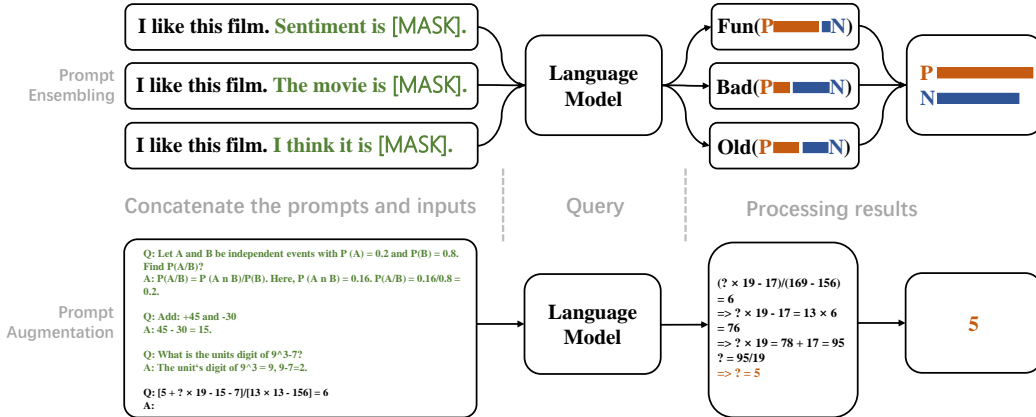 I like this film. Sentiment is [MASK].
Fun(P N)
Prompt
Ensembling
I like this film. The movie is [MASK].
Language
Model
Bad(P N)
P
N
I like this film. I think it is [MASK].
Old(P N)
Concatenate the prompts and inputs
Query
Processing results
Prompt
Augmentation
Q: Let A and B be independent events with P (A) = 0.2 and P(B) = 0.8.
Find P(A/B)?
A: P(A/B) = P (A n B)/P(B). Here, P (A n B) = 0.16. P(A/B) = 0.16/0.8 =
0.2.
Q: Add: +45 and -30
A: 45 - 30 = 15.
Q: What is the units digit of 9^3-7?
A: The unit‘s digit of 9^3 = 9, 9-7=2.
Q: [5 + ? × 19 - 15 - 7]/[13 × 13 - 156] = 6
A:
Language
Model
(? × 19 - 17)/(169 - 156)
= 6
=> ? × 19 - 17 = 13 × 6
= 76
=> ? × 19 = 78 + 17 = 95
? = 95/19
=> ? = 5
5